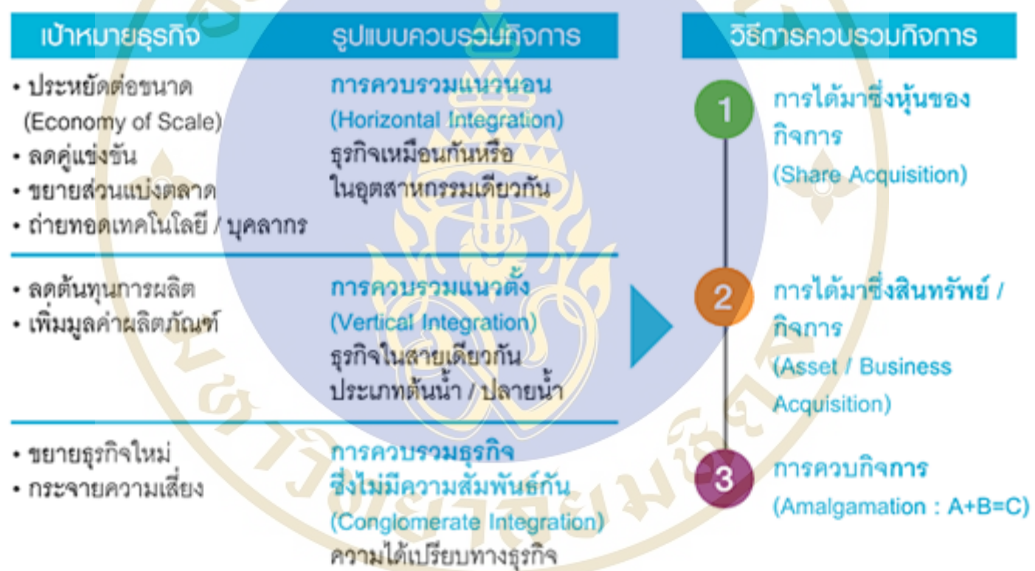 เป้าหมายธุรกิจ
รูปแบบควบรวมกิจการ
วิธีการควบรวมกิจการ
• ประหยัดต่อขนาด
(Economy of Scale)
• ลดคู่แข่งขัน
• ขยายส่วนแบ่งตลาด
• ถ่ายทอดเทคโนโลยี / บุคลากร
การควบรวมแนวนอน
(Horizontal Integration)
ธุรกิจเหมือนกันหรือ
ในอุตสาหกรรมเดียวกัน
• ลดต้นทุนการผลิต
• เพิ่มมูลค่าผลิตภัณฑ์
การควบรวมแนวตั้ง
(Vertical Integration)
ธุรกิจในสายเดียวกัน
ประเภทต้นน้ำ / ปลายน้ำ
• ขยายธุรกิจใหม่
• กระจายความเสี่ยง
การควบรวมธุรกิจ
ซึ่งไม่มีความสัมพันธ์กัน
(Conglomerate Integration)
ความได้เปรียบทางธุรกิจ
1
การได้มาซึ่งหุ้นของ
กิจการ
(Share Acquisition)
2
การได้มาซึ่งสินทรัพย์ /
กิจการ
(Asset / Business
Acquisition)
3
การควบกิจการ
(Amalgamation : A+B=C)
มหาวิทยาลัยมหิดล